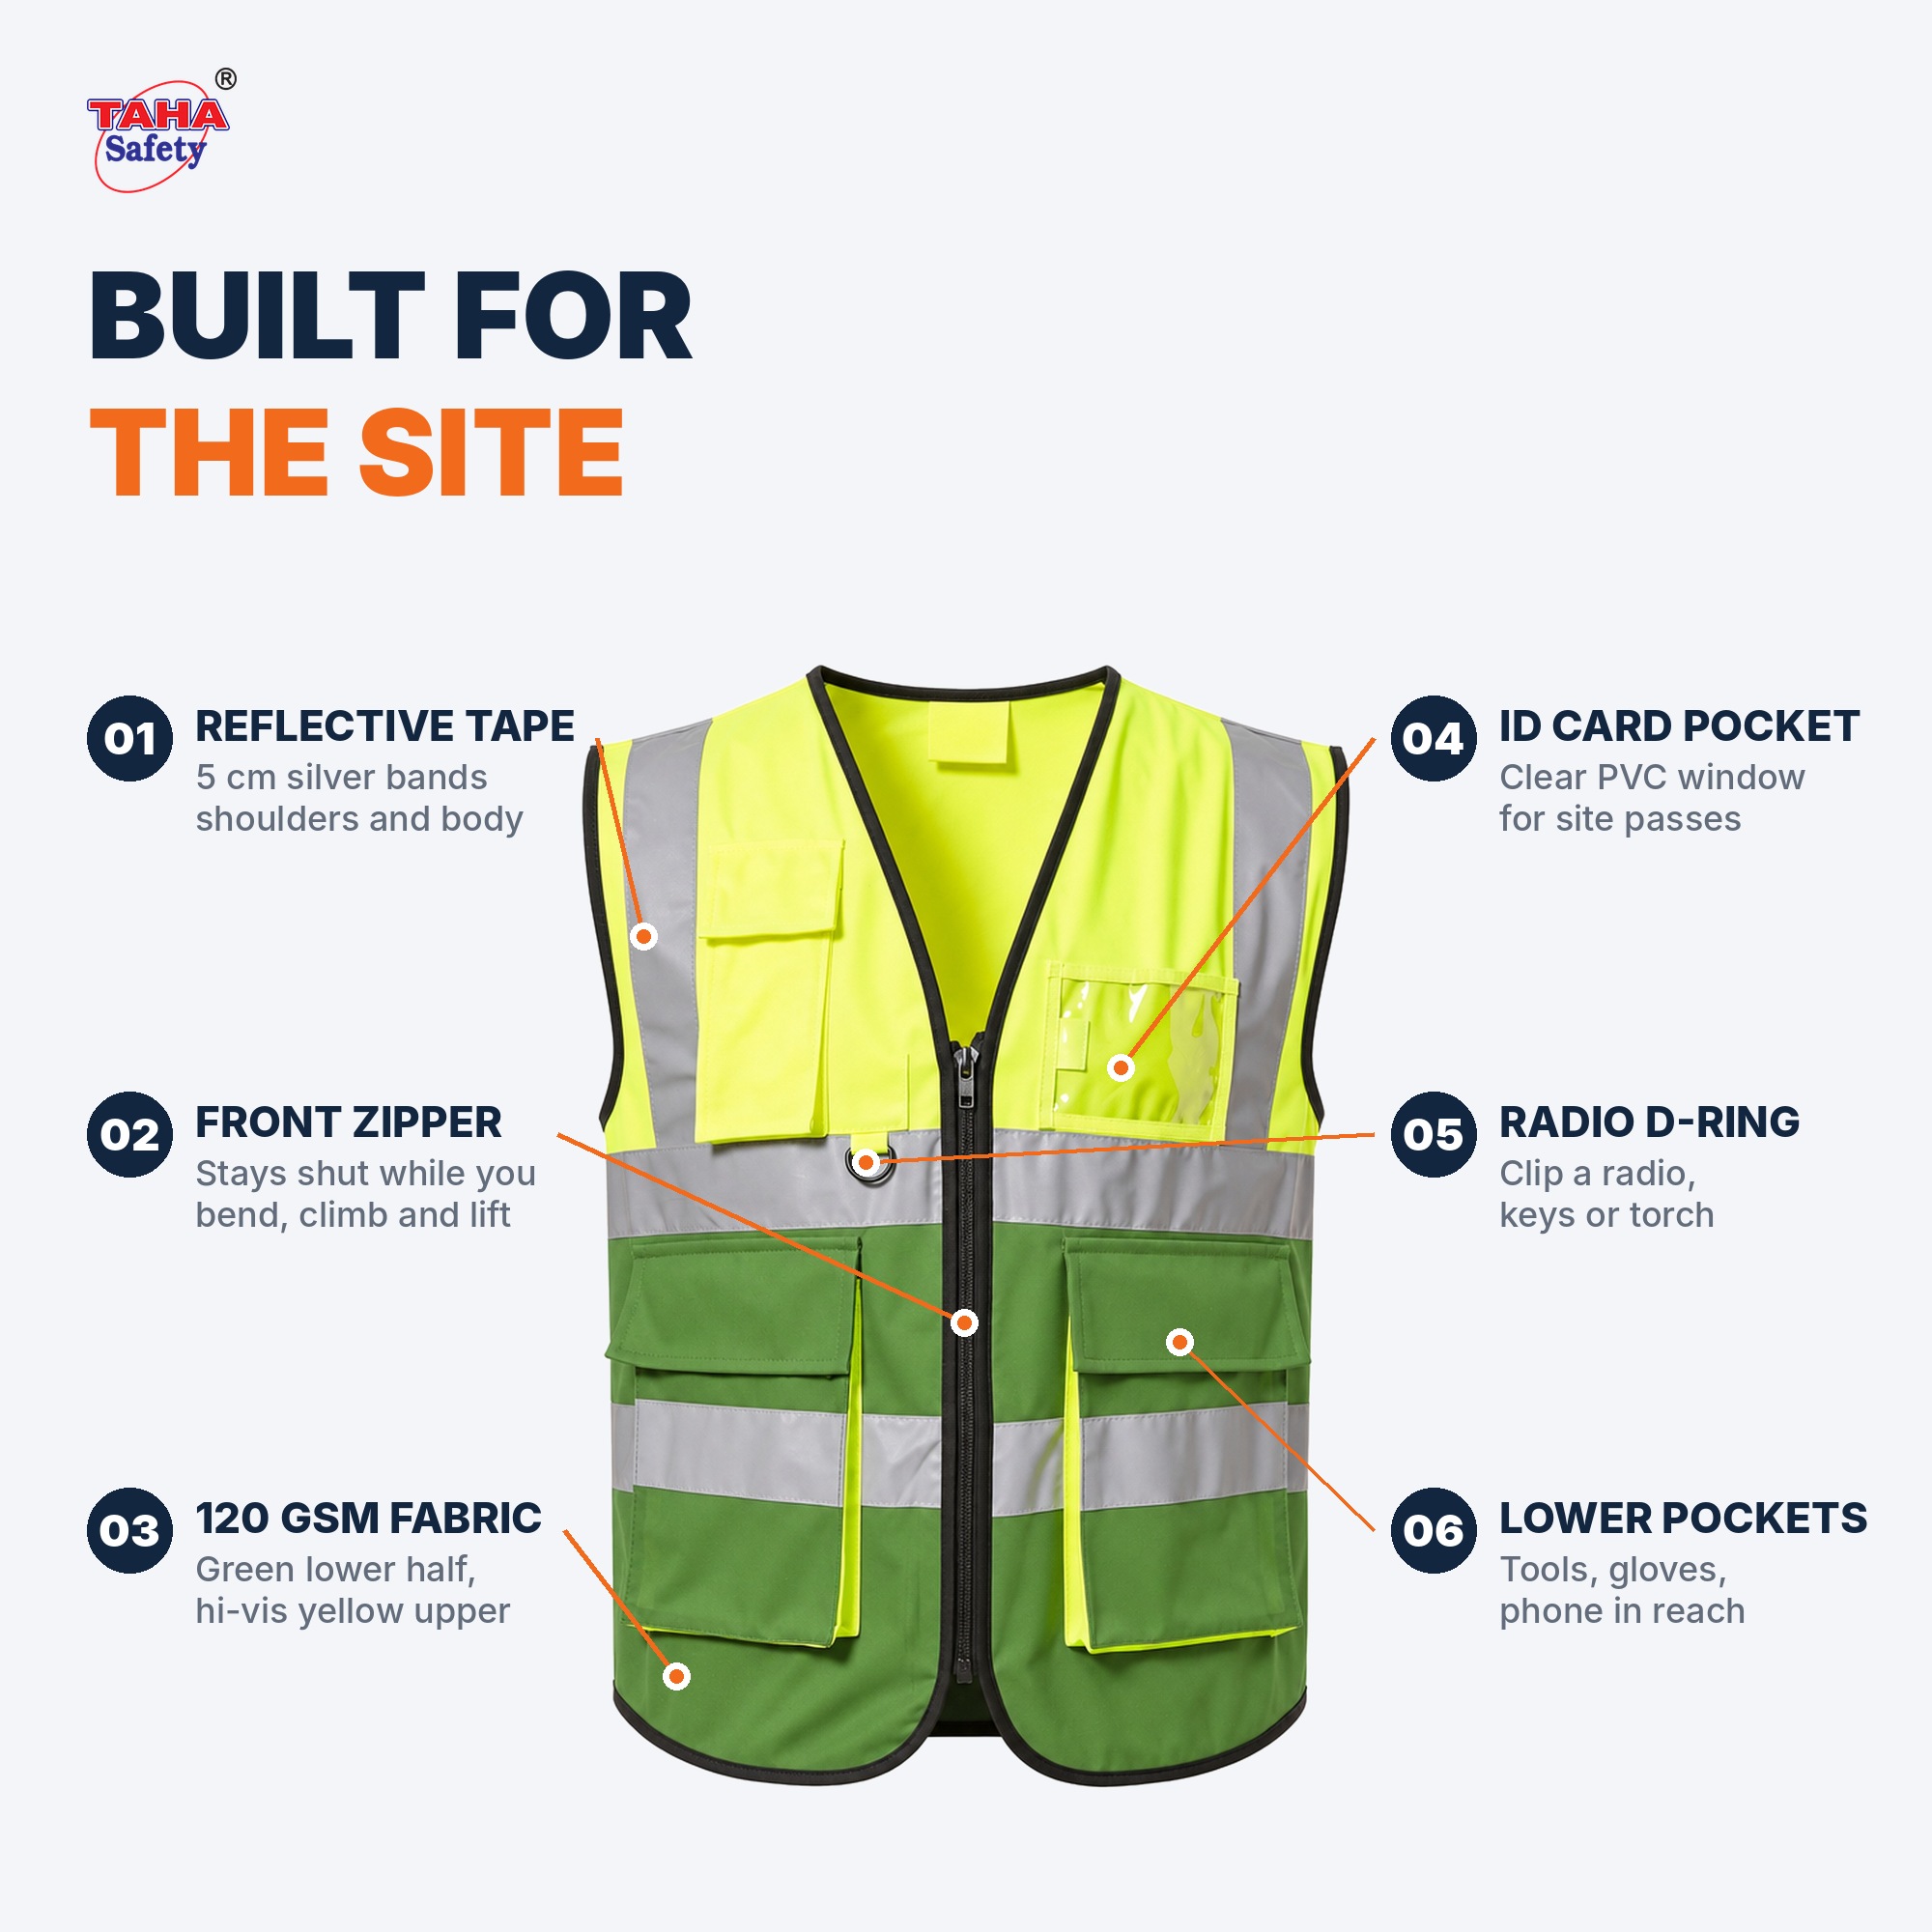 TAHA®
Safety
BUILT FOR
THE SITE
01
REFLECTIVE TAPE
5 cm silver bands
shoulders and body
02
FRONT ZIPPER
Stays shut while you
bend, climb and lift
03
120 GSM FABRIC
Green lower half,
hi-vis yellow upper
04
ID CARD POCKET
Clear PVC window
for site passes
05
RADIO D-RING
Clip a radio,
keys or torch
06
LOWER POCKETS
Tools, gloves,
phone in reach